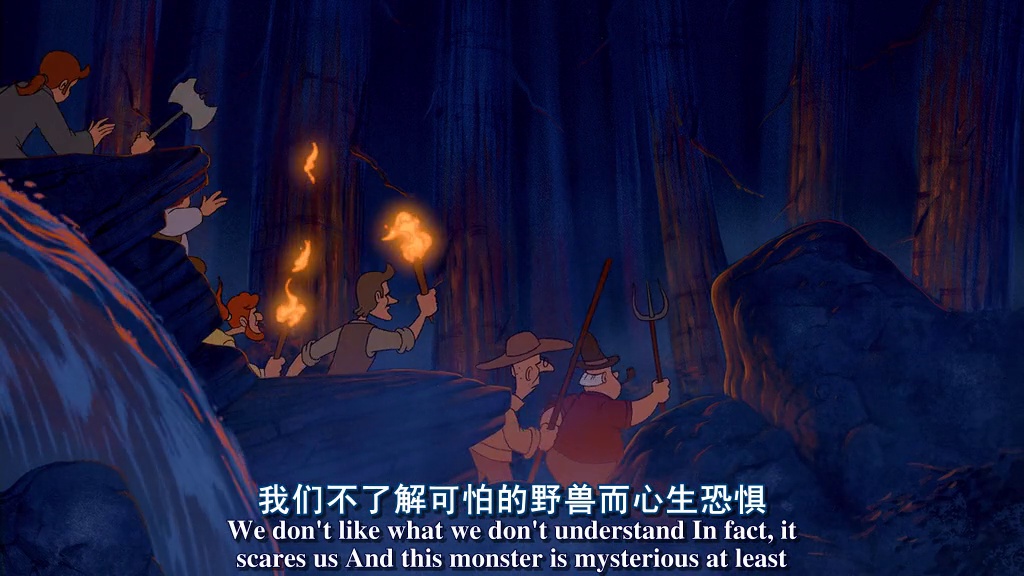 我们不了解可怕的野兽而心生恐惧
We don't like what we don't understand In fact, it
scares us And this monster is mysterious at least